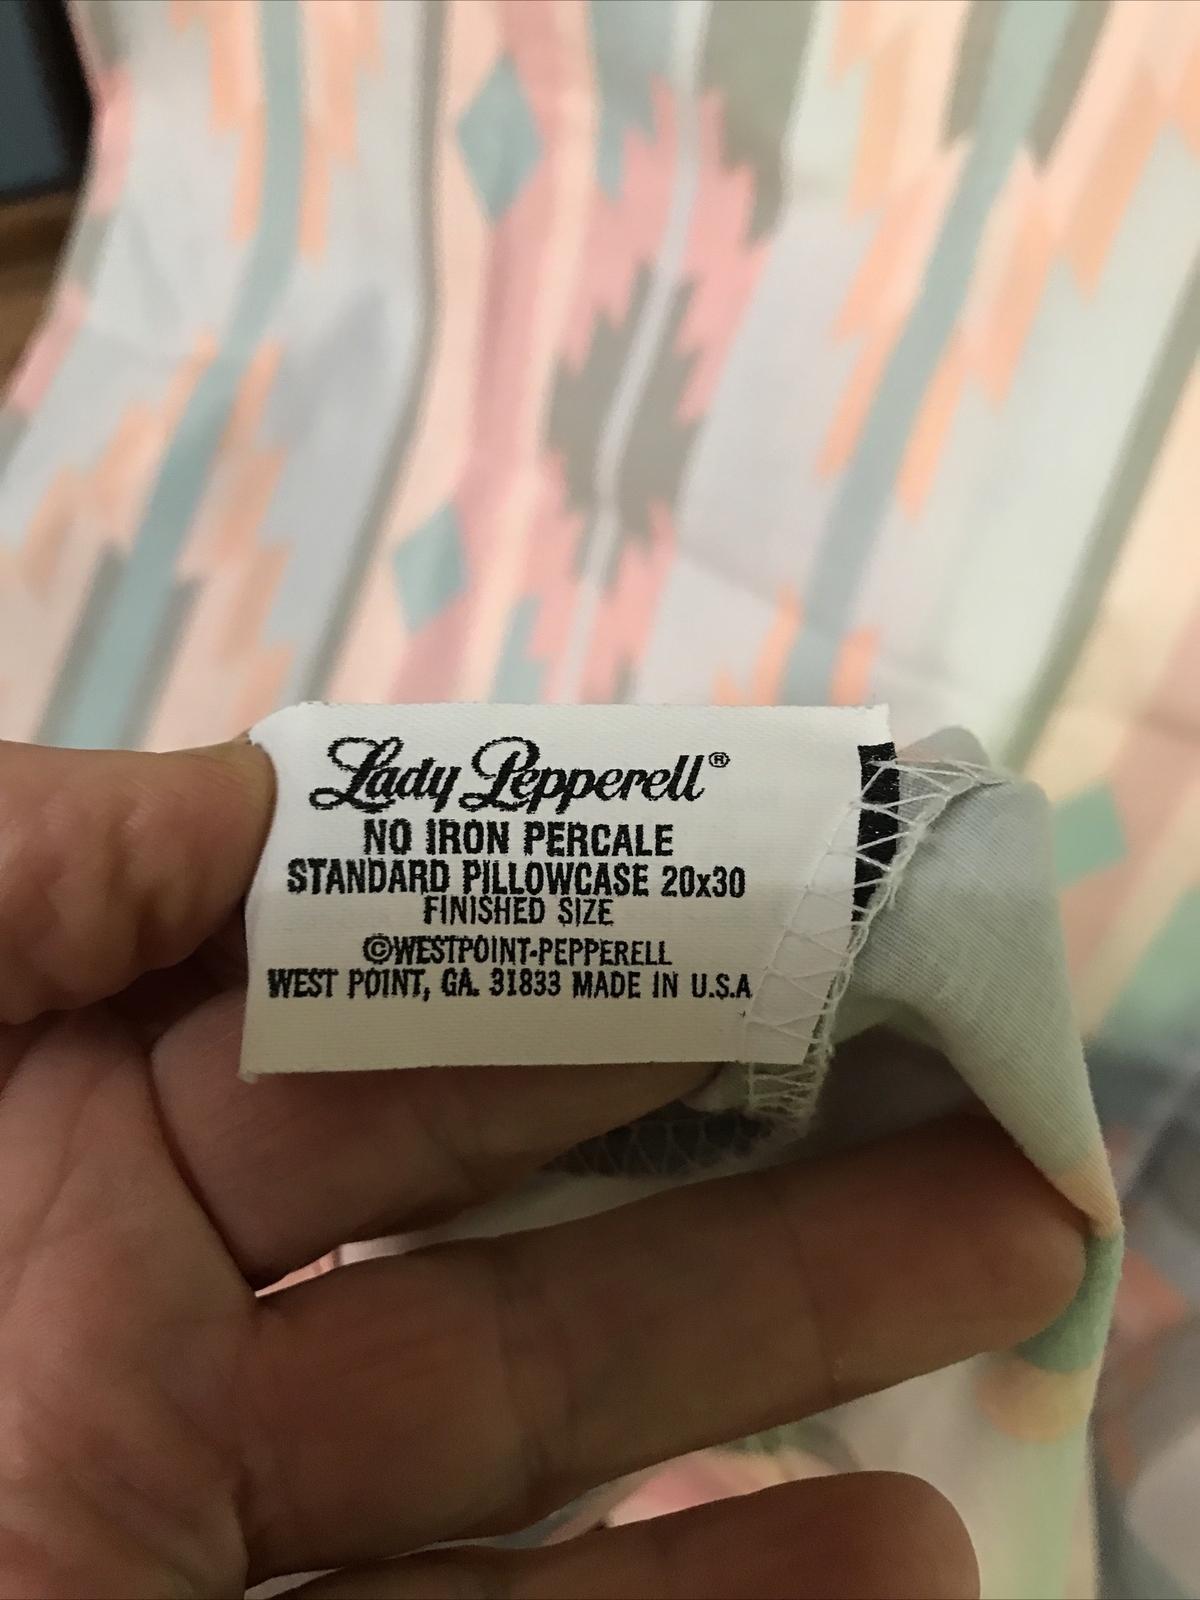 Lady Pepperell®
NO IRON PERCALE
STANDARD PILLOWCASE 20x30
FINISHED SIZE
©WESTPOINT-PEPPERELL
WEST POINT, GA. 31833 MADE IN U.S.A